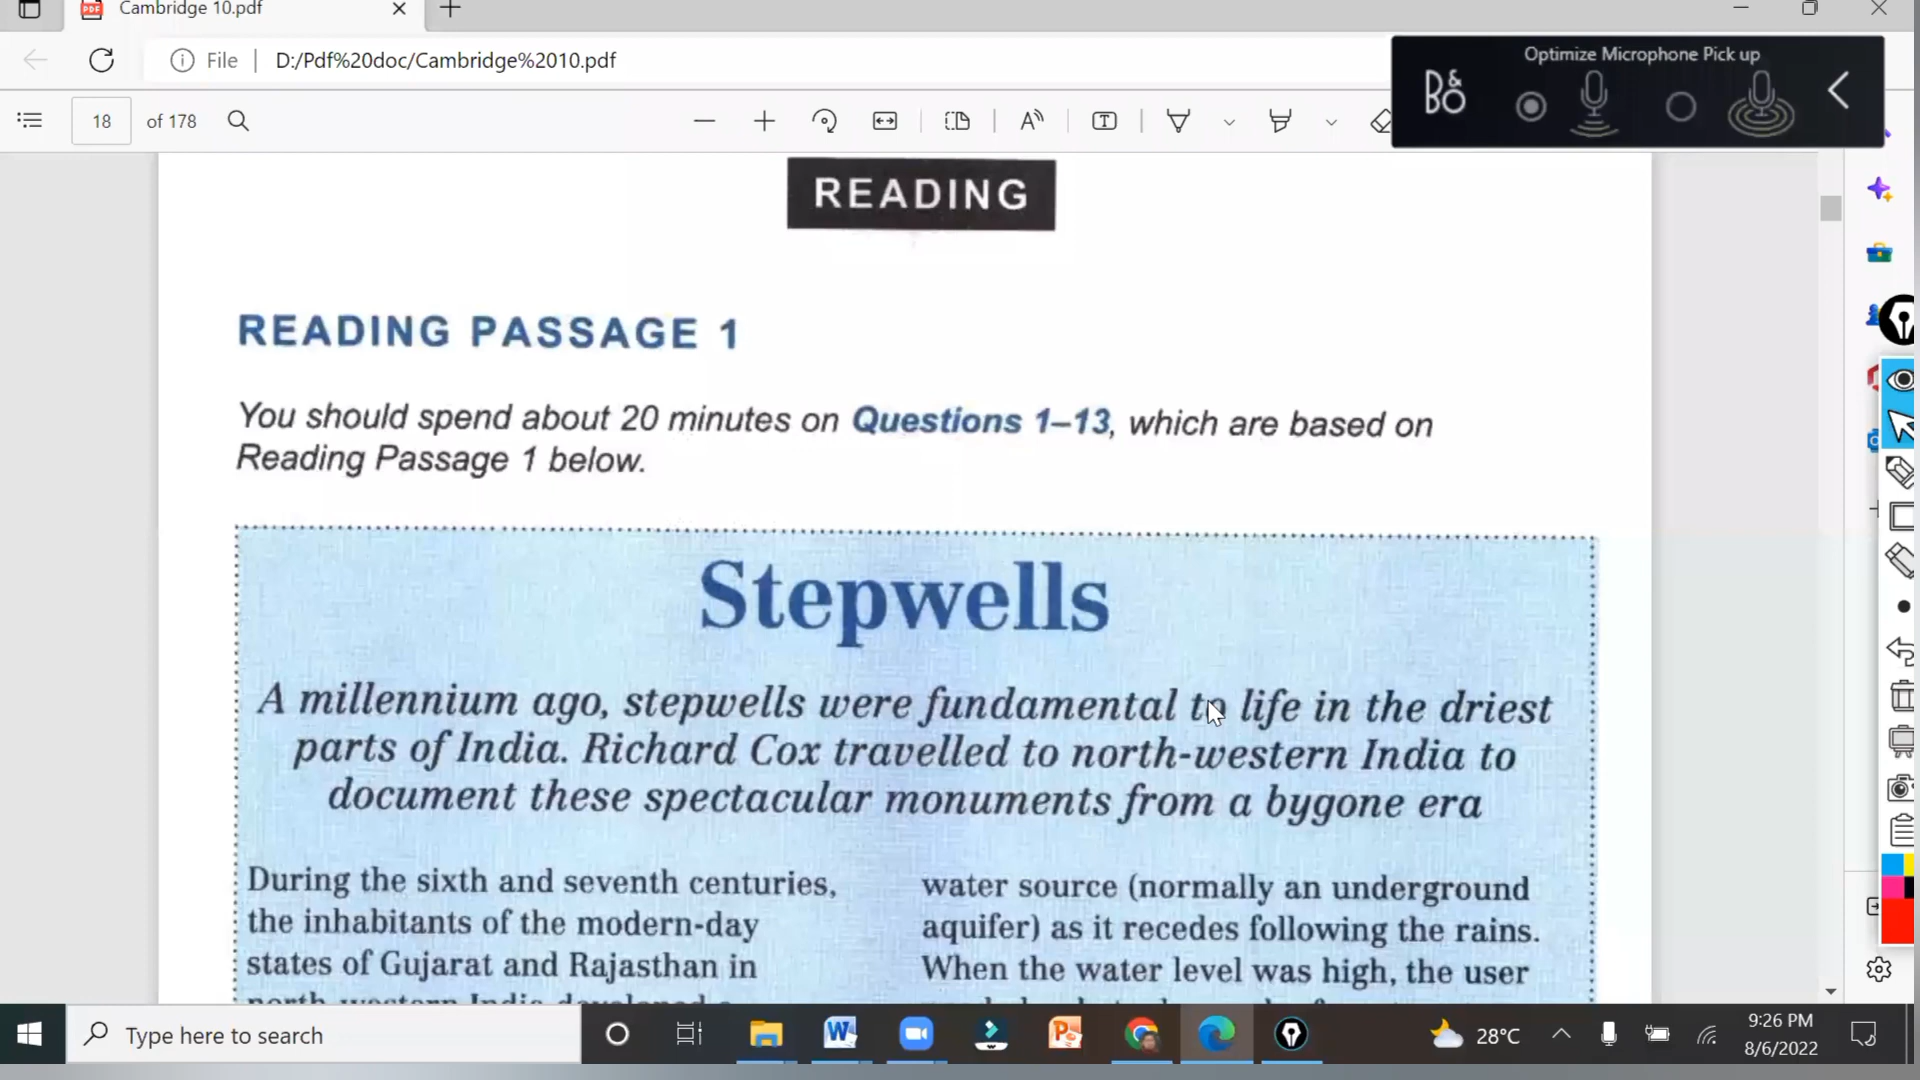 Cambridge 10.pdf
File
D:/Pdf%20doc/Cambridge%2010.pdf
Optimize Microphone Pick up
B&O
18 of 178
READING
READING PASSAGE 1
You should spend about 20 minutes on Questions 1–13, which are based on
Reading Passage 1 below.
Stepwells
A millennium ago, stepwells were fundamental to life in the driest
parts of India. Richard Cox travelled to north-western India to
document these spectacular monuments from a bygone era
During the sixth and seventh centuries,
the inhabitants of the modern-day
states of Gujarat and Rajasthan in
north-western India developed a
water source (normally an underground
aquifer) as it recedes following the rains.
When the water level was high, the user
Type here to search
28°C
9:26 PM
8/6/2022